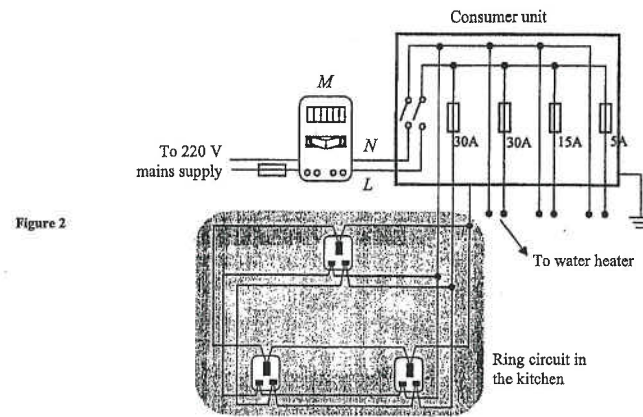 Consumer unit
M
N
To 220 V
mains supply
L
30A
30A
15A
5A
Figure 2
To water heater
Ring circuit in
the kitchen